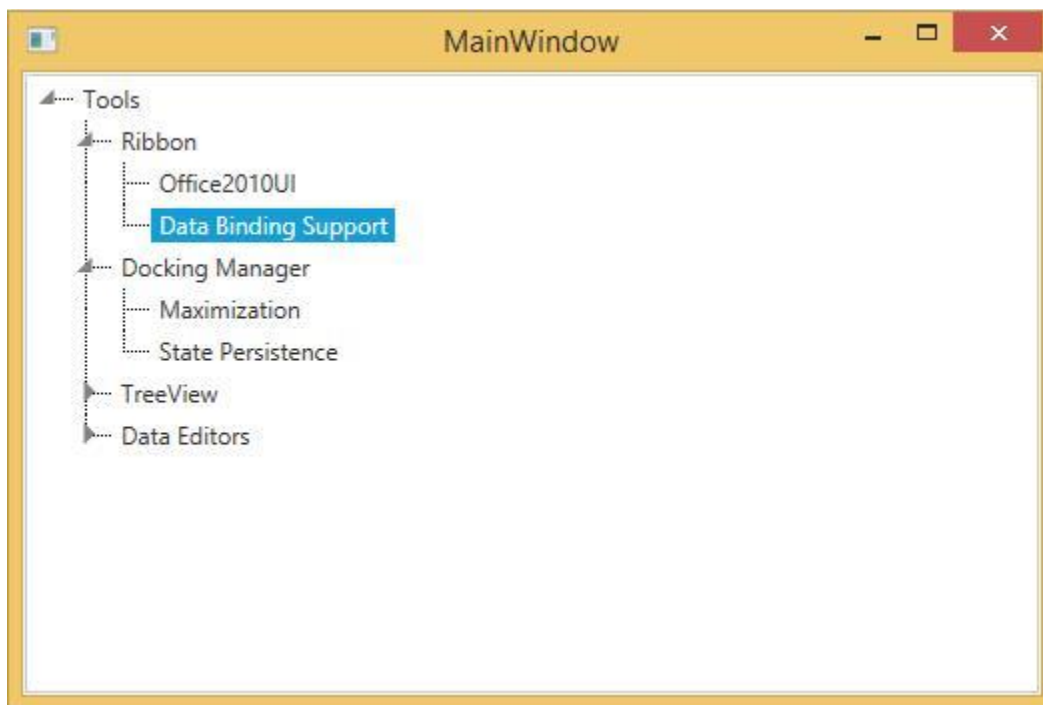 MainWindow
Tools
Ribbon
Office2010UI
Data Binding Support
Docking Manager
Maximization
State Persistence
TreeView
Data Editors